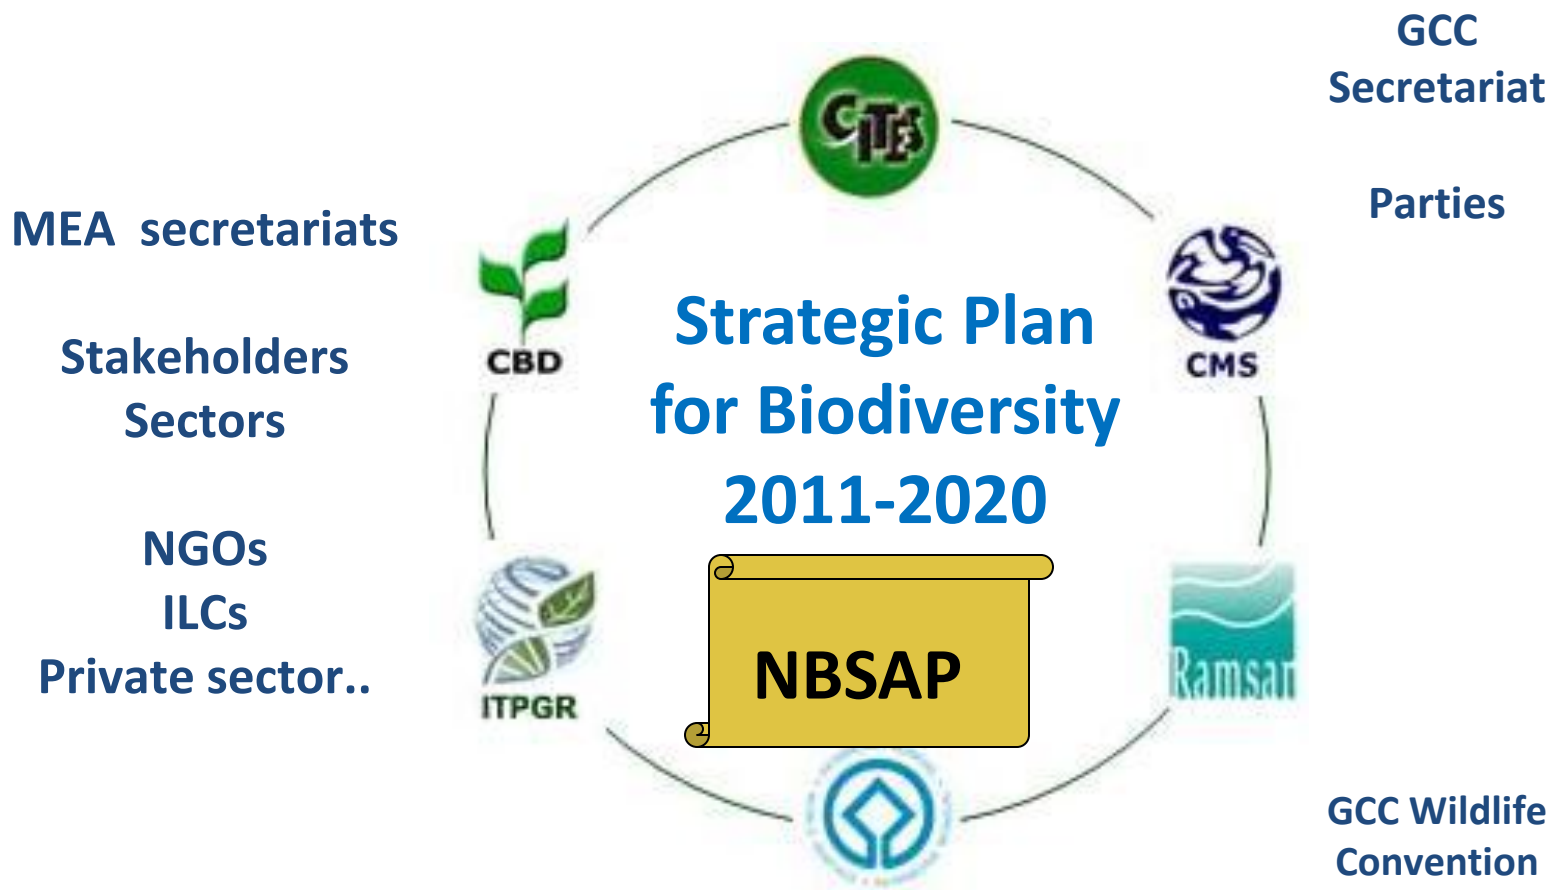 GCC
Secretariat
Parties
CITES
MEA secretariats
Stakeholders
Sectors
NGOs
ILCs
Private sector..
CBD
CMS
Strategic Plan
for Biodiversity
2011-2020
NBSAP
ITPGR
Ramsar
GCC Wildlife
Convention